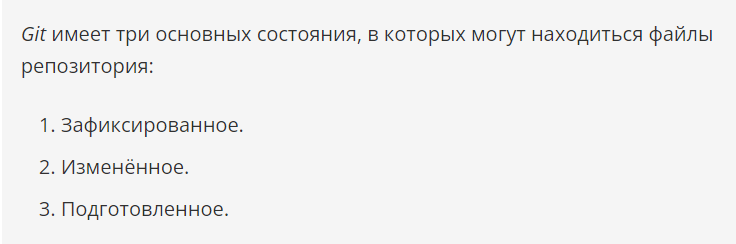 Git имеет три основных состояния, в которых могут находиться файлы
репозитория:
1. Зафиксированное.
2. Изменённое.
3. Подготовленное.